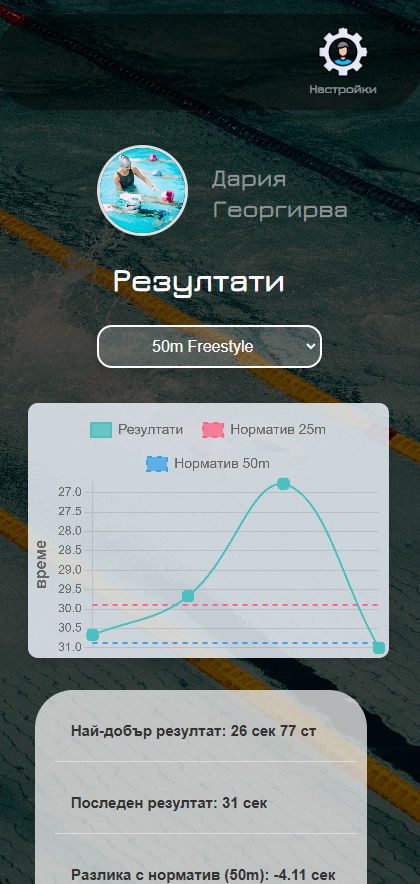 Настройки
Дария
Георгирва
Резултати
50m Freestyle
Резултати Норматив 25m
Норматив 50m
време
27.0
27.5
28.0
28.5
29.0
29.5
30.0
30.5
31.0
Най-добър резултат: 26 сек 77 ст
Последен резултат: 31 сек
Разлика с норматив (50m): -4.11 сек